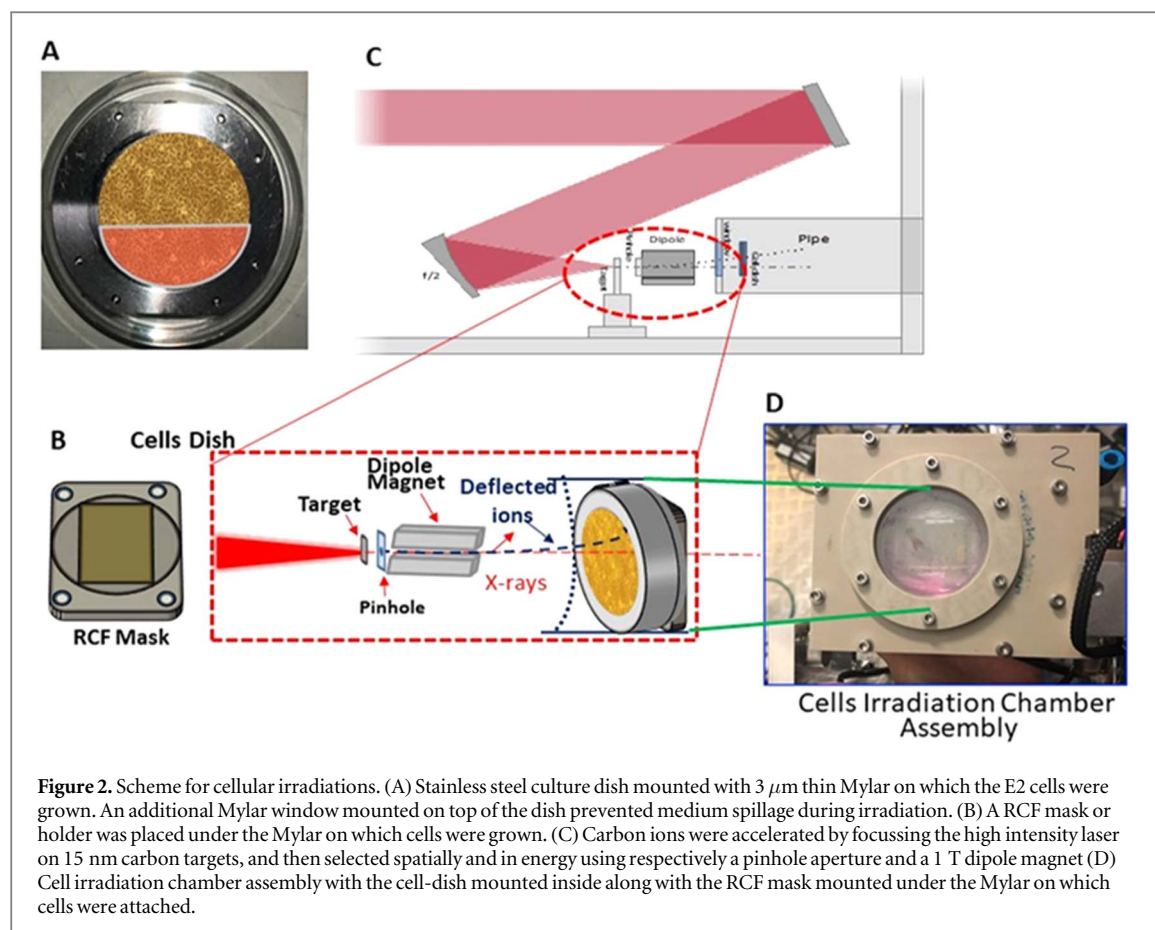 A
C
f/2
Target
Pinhole
Dipole
window
Cell dish
Pipe
B
Cells Dish
Target
Dipole
Magnet
Deflected
ions
X-rays
Pinhole
RCF Mask
D
2
Cells Irradiation Chamber
Assembly
Figure 2. Scheme for cellular irradiations. (A) Stainless steel culture dish mounted with 3 μm thin Mylar on which the E2 cells were
grown. An additional Mylar window mounted on top of the dish prevented medium spillage during irradiation. (B) A RCF mask or
holder was placed under the Mylar on which cells were grown. (C) Carbon ions were accelerated by focussing the high intensity laser
on 15 nm carbon targets, and then selected spatially and in energy using respectively a pinhole aperture and a 1 T dipole magnet (D)
Cell irradiation chamber assembly with the cell-dish mounted inside along with the RCF mask mounted under the Mylar on which
cells were attached.